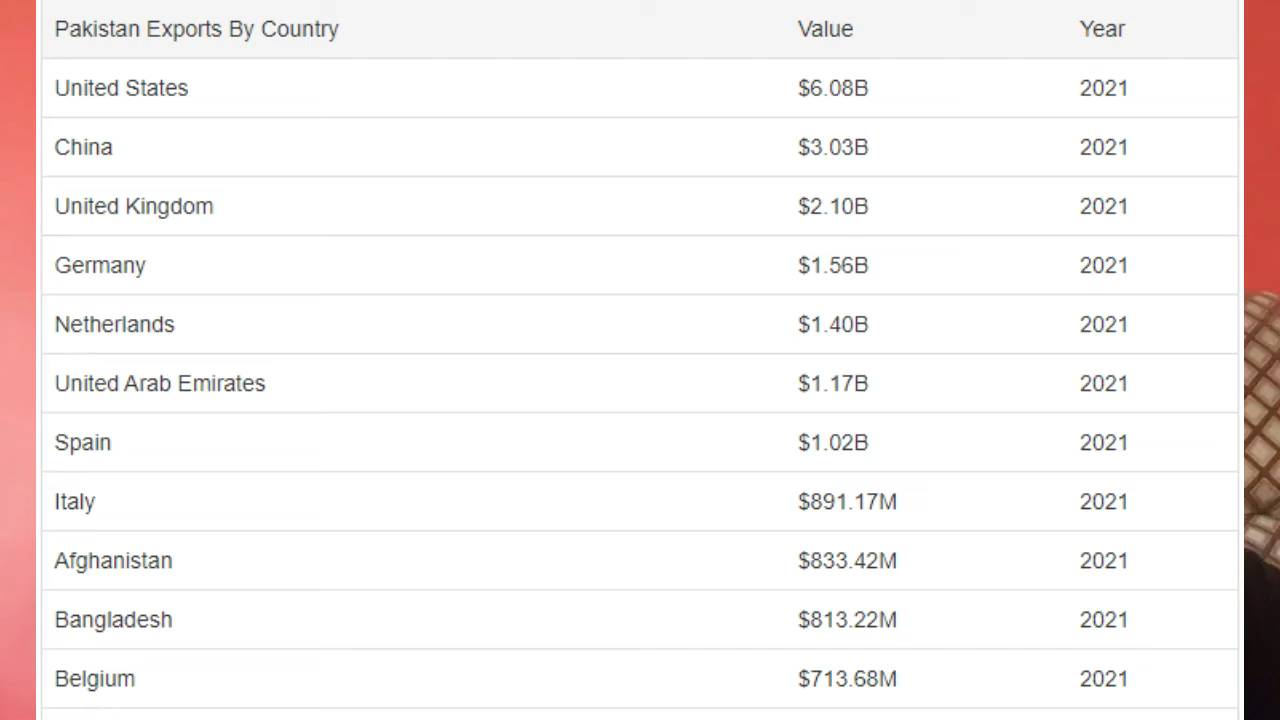 Pakistan Exports By Country Value Year
United States $6.08B 2021
China $3.03B 2021
United Kingdom $2.10B 2021
Germany $1.56B 2021
Netherlands $1.40B 2021
United Arab Emirates $1.17B 2021
Spain $1.02B 2021
Italy $891.17M 2021
Afghanistan $833.42M 2021
Bangladesh $813.22M 2021
Belgium $713.68M 2021